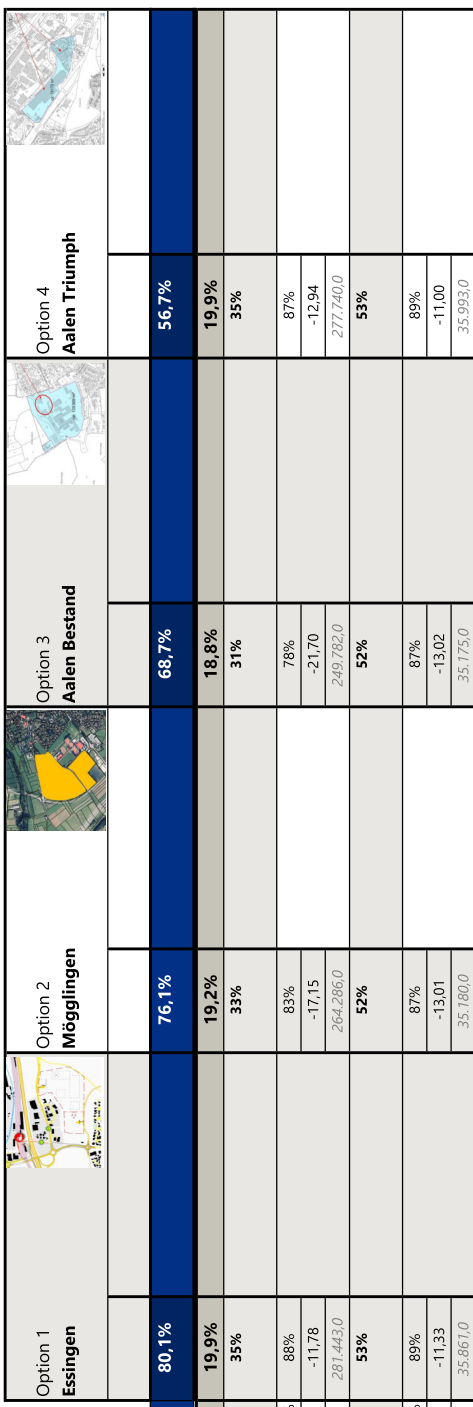 Option 1 Option 2 Option 3 Option 4
Essingen Mögglingen Aalen Bestand Aalen Triumph
80,1% 76,1% 68,7% 56,7%
19,9% 19,2% 18,8% 19,9%
35% 33% 31% 35%
88% 83% 78% 87%
-11,78 -17,15 -21,70 -12,94
281.443,0 264.286,0 249.782,0 277.740,0
53% 52% 52% 53%
89% 87% 87% 89%
-11,33 -13,01 -13,02 -11,00
35.861,0 35.180,0 35.175,0 35.993,0